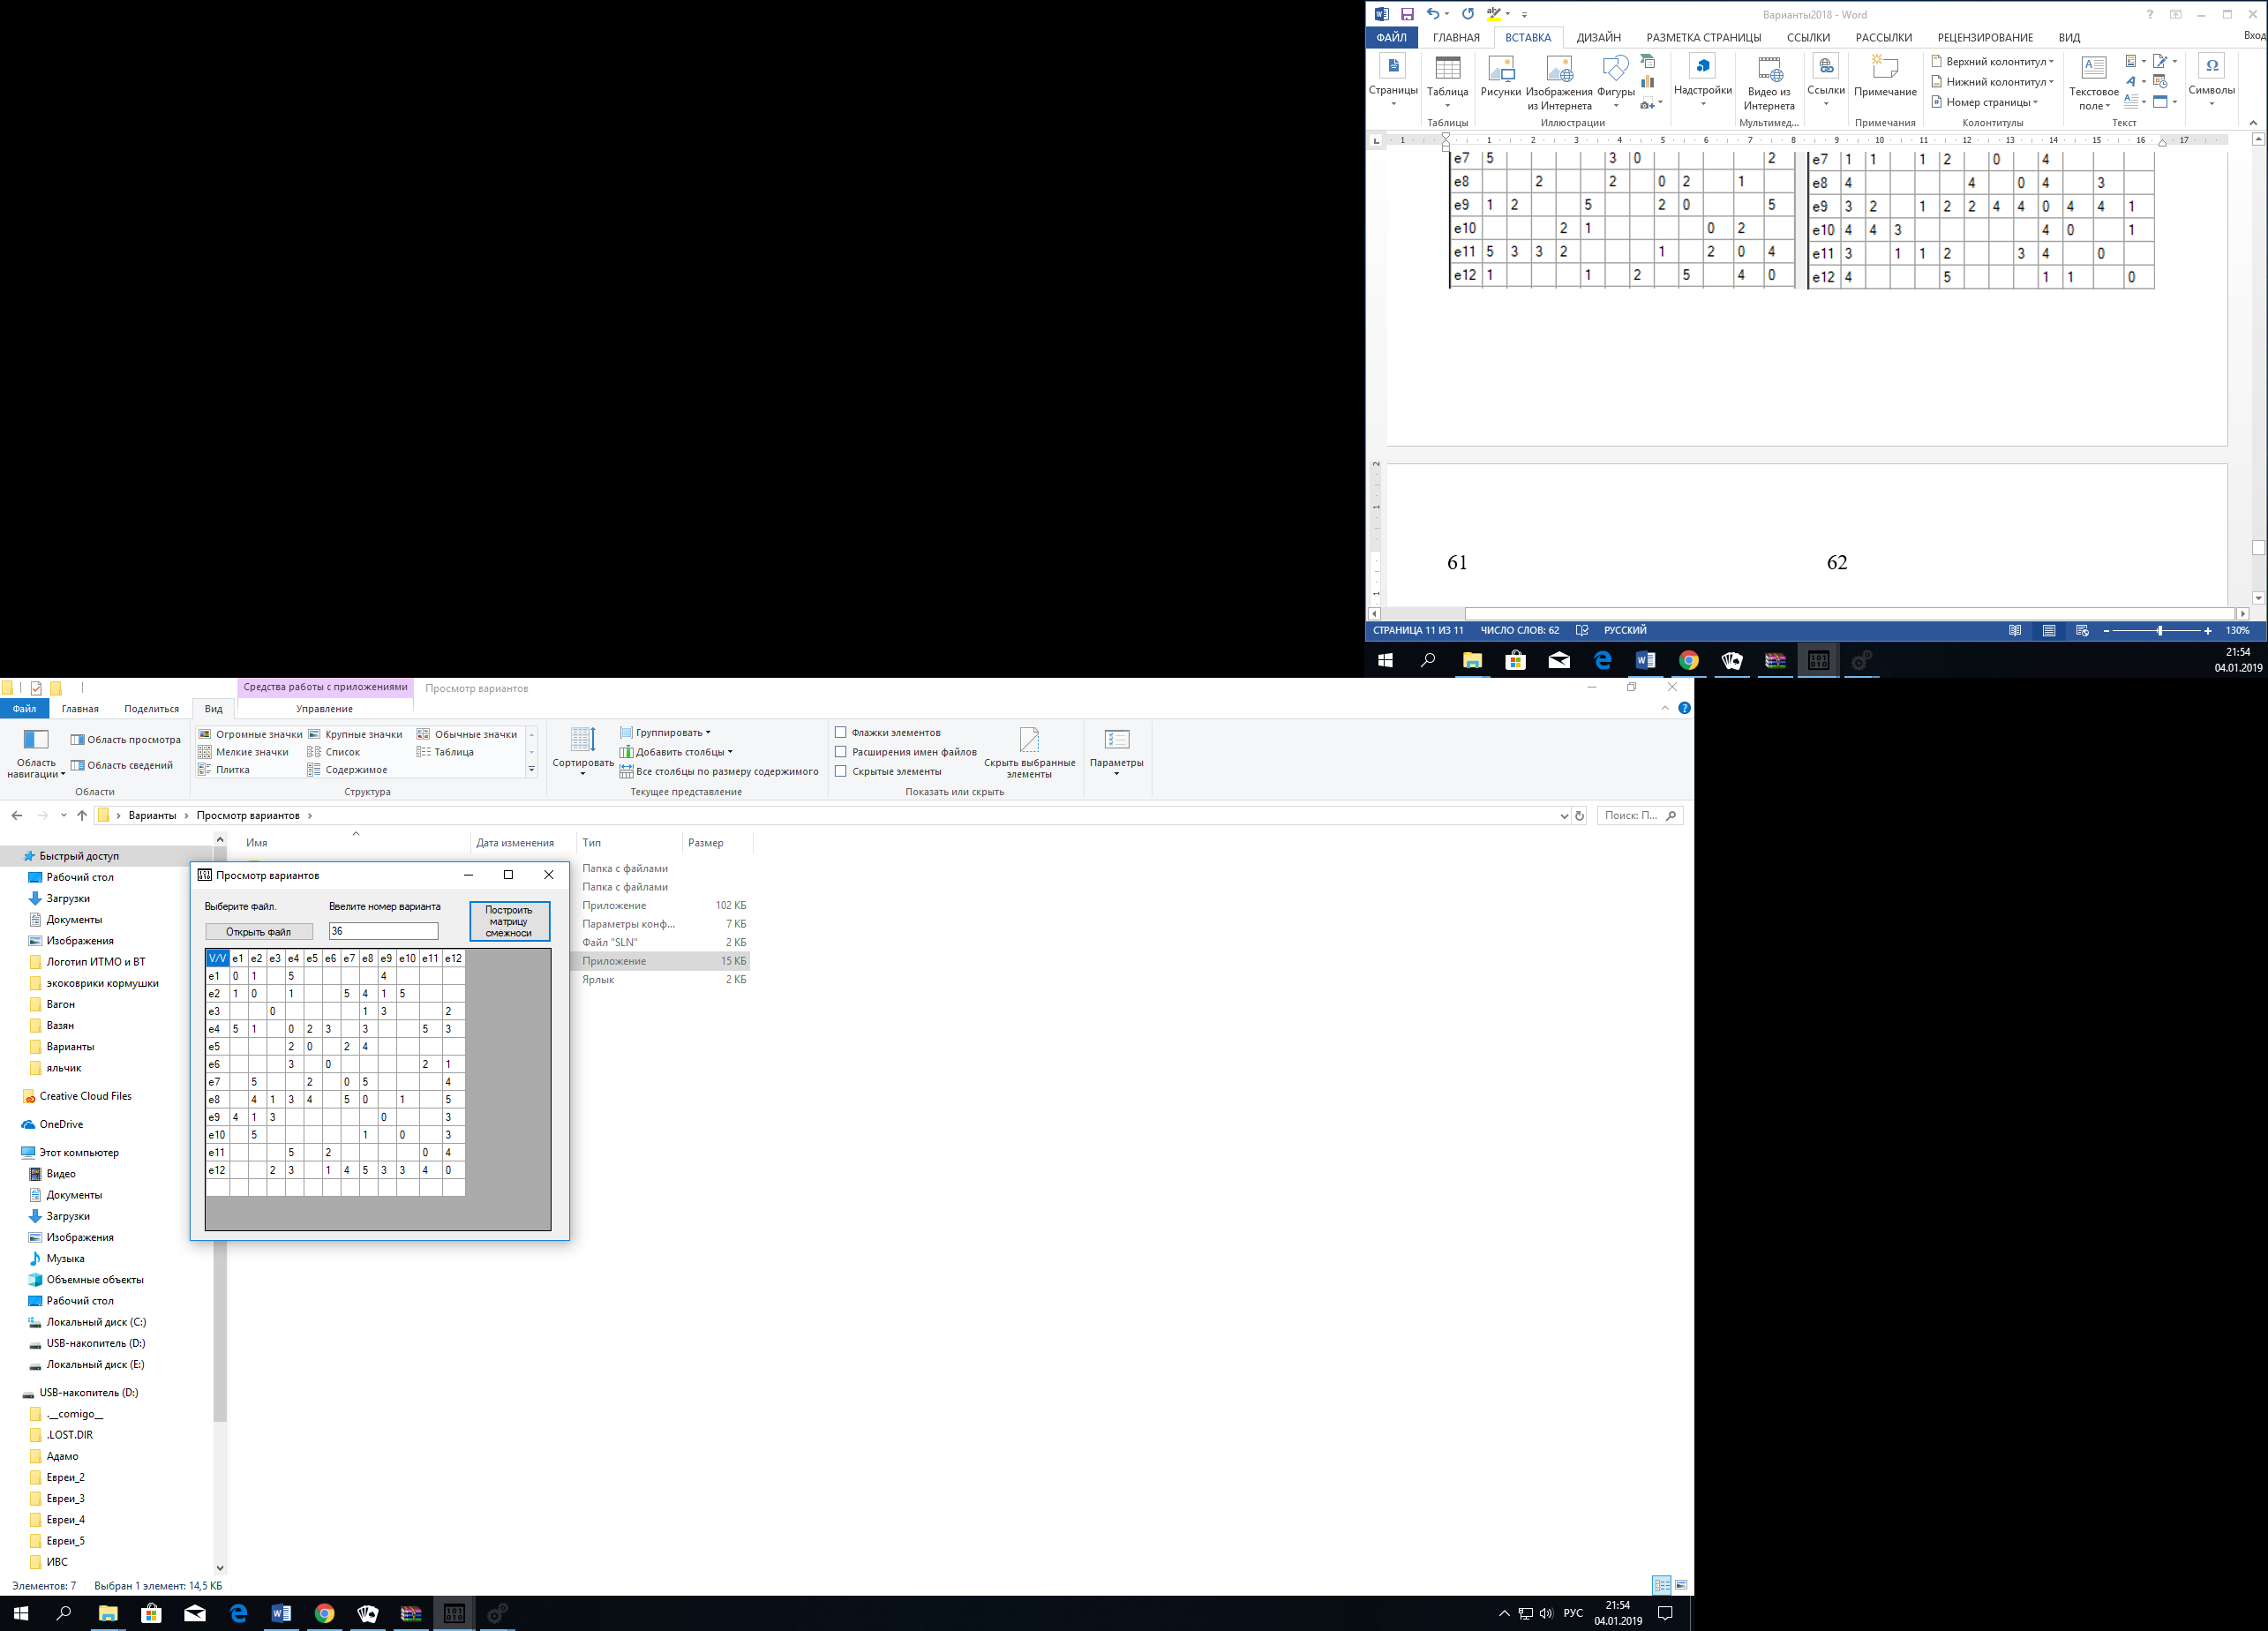 Варианты2018 - Word
ФАЙЛ ГЛАВНАЯ ВСТАВКА ДИЗАЙН РАЗМЕТКА СТРАНИЦЫ ССЫЛКИ РАССЫЛКИ РЕЦЕНЗИРОВАНИЕ ВИД Вход
Страницы Таблица Рисунки Изображения из Интернета Фигуры Надстройки Видео из Интернета Ссылки Примечание Верхний колонтитул Нижний колонтитул Номер страницы Текстовое поле Символы
Таблицы Иллюстрации Мультимед... Примечания Колонтитулы Текст
1 1 2 3 4 5 6 7 8 9 10 11 12 13 14 15 16 17
e7 5 3 0 2 e7 1 1 1 2 0 4
e8 2 2 0 2 1 e8 4 4 0 4 3
e9 1 2 5 2 0 5 e9 3 2 1 2 2 4 4 0 4 4 1
e10 2 1 0 2 e10 4 4 3 4 0 1
e11 5 3 3 2 1 2 0 4 e11 3 1 1 2 3 4 0
e12 1 1 2 5 4 0 e12 4 5 1 1 0
61 62
СТРАНИЦА 11 ИЗ 11 ЧИСЛО СЛОВ: 62 РУССКИЙ 130%
21:54
04.01.2019
Средства работы с приложениями Просмотр вариантов
Файл Главная Поделиться Вид Управление
Область навигации Область просмотра Область сведений
Огромные значки Крупные значки Обычные значки
Мелкие значки Список Таблица
Плитка Содержимое
Сортировать Группировать Добавить столбцы Все столбцы по размеру содержимого
Флажки элементов Расширения имен файлов Скрытые элементы
Скрыть выбранные элементы Параметры
Области Структура Текущее представление Показать или скрыть
Варианты Просмотр вариантов Поиск: П...
Имя Дата изменения Тип Размер
Папка с файлами
Папка с файлами
Приложение 102 КБ
Параметры конф... 7 КБ
Файл "SLN" 2 КБ
Приложение 15 КБ
Ярлык 2 КБ
Быстрый доступ
Рабочий стол
Загрузки
Документы
Изображения
Логотип ИТМО и ВТ
экоковрики кормушки
Вагон
Вазян
Варианты
яльчик
Creative Cloud Files
OneDrive
Этот компьютер
Видео
Документы
Загрузки
Изображения
Музыка
Объемные объекты
Рабочий стол
Локальный диск (C:)
USB-накопитель (D:)
Локальный диск (E:)
USB-накопитель (D:)
.__comigo__
.LOST.DIR
Адамо
Евреи_2
Евреи_3
Евреи_4
Евреи_5
ИВС
Просмотр вариантов
Выберите файл. Ввелите номер варианта
Открыть файл 36 Построить матрицу смежноси
V/V e1 e2 e3 e4 e5 e6 e7 e8 e9 e10 e11 e12
e1 0 1 5 4
e2 1 0 1 5 4 1 5
e3 0 1 3 2
e4 5 1 0 2 3 3 5 3
e5 2 0 2 4
e6 3 0 2 1
e7 5 2 0 5 4
e8 4 1 3 4 5 0 1 5
e9 4 1 3 0 3
e10 5 1 0 3
e11 5 2 0 4
e12 2 3 1 4 5 3 3 4 0
Элементов: 7 Выбран 1 элемент: 14,5 КБ
РУС 21:54
04.01.2019